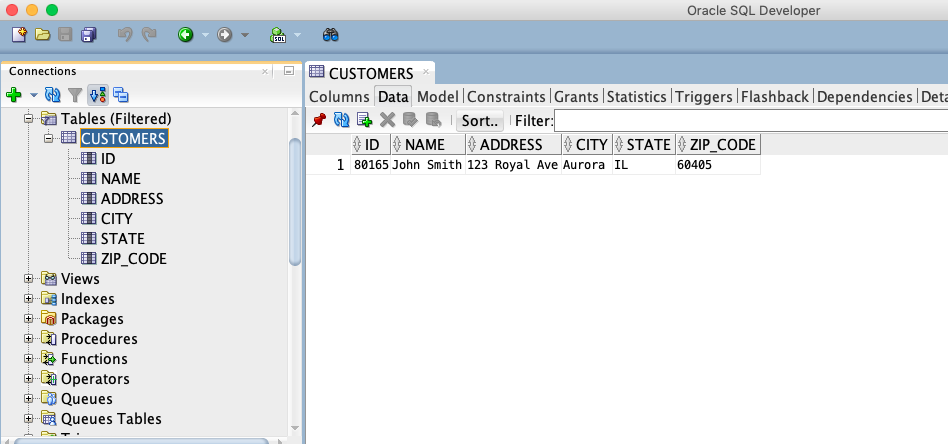 Oracle SQL Developer
SQL
Connections
CUSTOMERS
Columns Data Model Constraints Grants Statistics Triggers Flashback Dependencies Deta
Sort.. Filter:
Tables (Filtered)
CUSTOMERS
ID
NAME
ADDRESS
CITY
STATE
ZIP_CODE
Views
Indexes
Packages
Procedures
Functions
Operators
Queues
Queues Tables
ID NAME ADDRESS CITY STATE ZIP_CODE
1 80165 John Smith 123 Royal Ave Aurora IL 60405